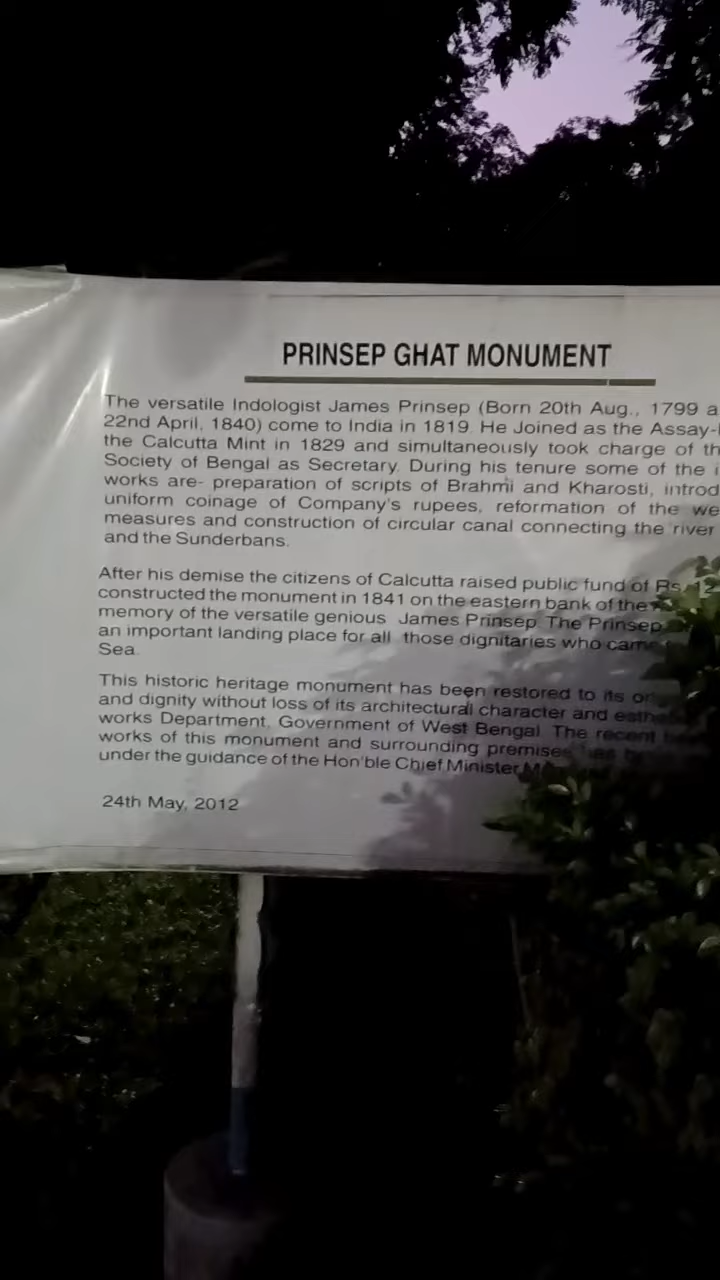 PRINSEP GHAT MONUMENT
The versatile Indologist James Prinsep (Born 20th Aug., 1799 a
22nd April, 1840) come to India in 1819. He Joined as the Assay-
the Calcutta Mint in 1829 and simultaneously took charge of th
Society of Bengal as Secretary. During his tenure some of the i
works are- preparation of scripts of Brahmi and Kharosti, introd
uniform coinage of Company's rupees, reformation of the we
measures and construction of circular canal connecting the river
and the Sunderbans.
After his demise the citizens of Calcutta raised public fund of Rs. 12
constructed the monument in 1841 on the eastern bank of the
memory of the versatile genious James Prinsep. The Prinsep
an important landing place for all those dignitaries who came
Sea.
This historic heritage monument has been restored to its
and dignity without loss of its architectural character and
works Department, Government of West Bengal. The recent
works of this monument and surrounding premises has
under the guidance of the Hon'ble Chief Minister
24th May, 2012